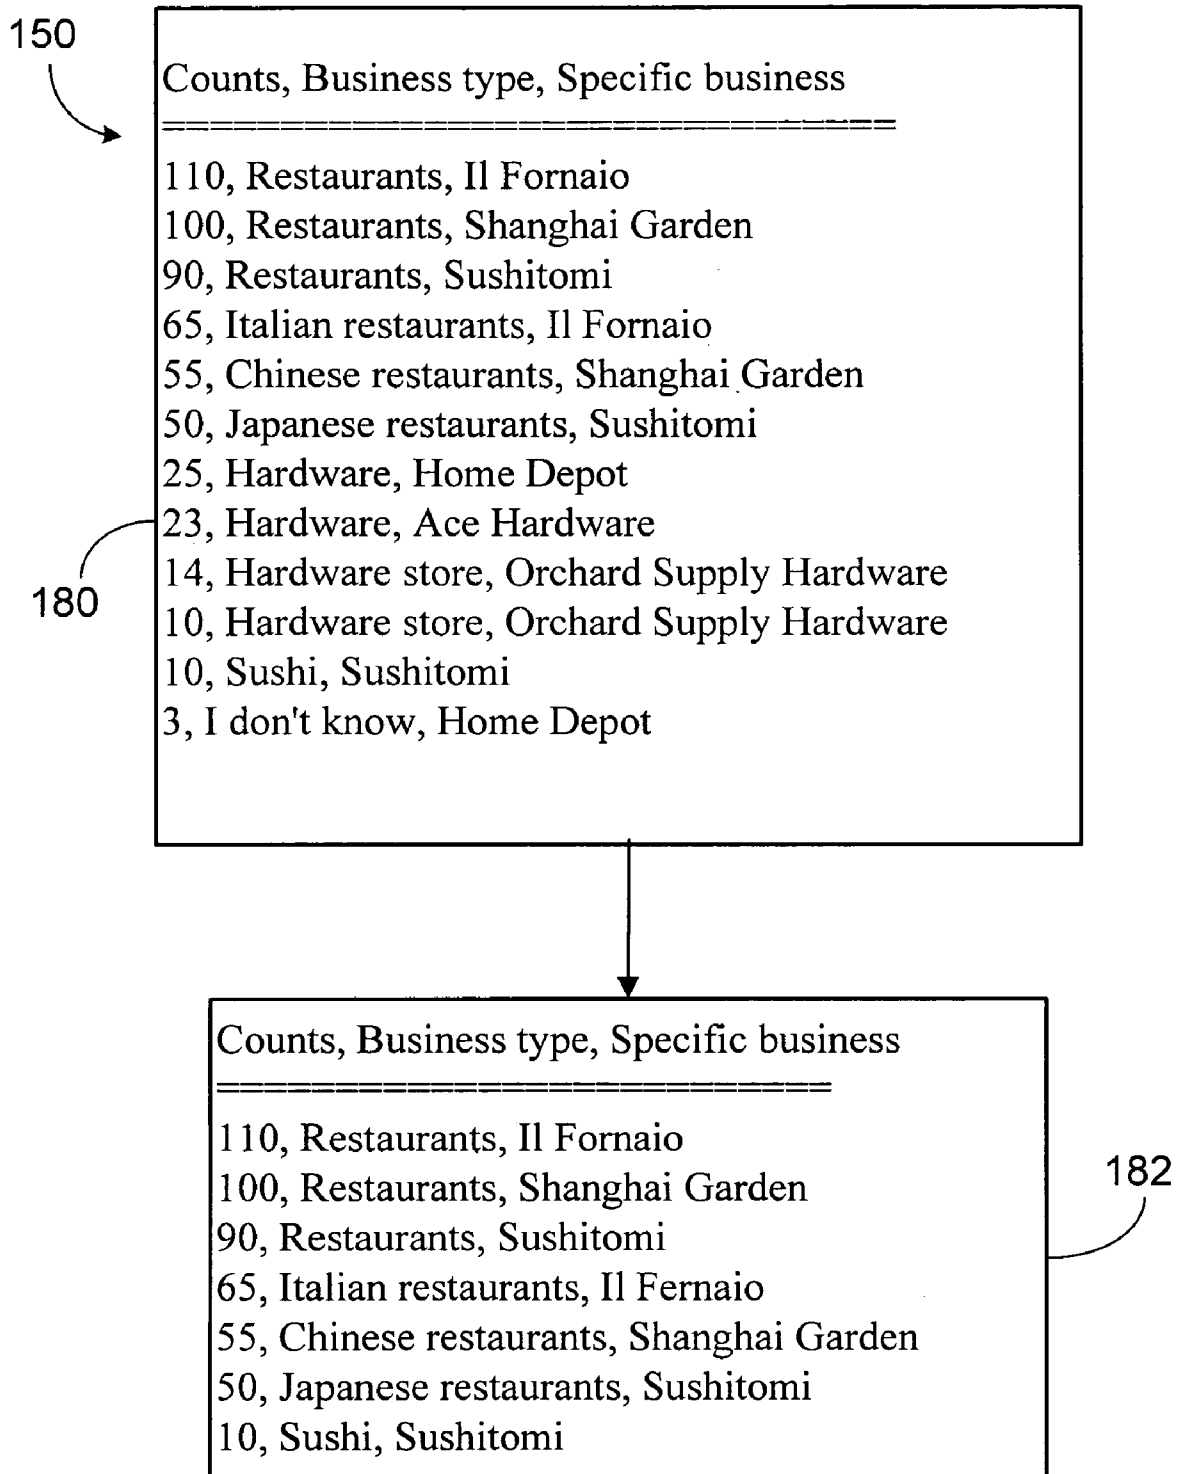 150
Counts, Business type, Specific business
==============================
110, Restaurants, Il Fornaio
100, Restaurants, Shanghai Garden
90, Restaurants, Sushitomi
65, Italian restaurants, Il Fornaio
55, Chinese restaurants, Shanghai Garden
50, Japanese restaurants, Sushitomi
25, Hardware, Home Depot
23, Hardware, Ace Hardware
14, Hardware store, Orchard Supply Hardware
180
10, Hardware store, Orchard Supply Hardware
10, Sushi, Sushitomi
3, I don't know, Home Depot
Counts, Business type, Specific business
=========================
110, Restaurants, Il Fornaio
100, Restaurants, Shanghai Garden
182
90, Restaurants, Sushitomi
65, Italian restaurants, Il Fernaio
55, Chinese restaurants, Shanghai Garden
50, Japanese restaurants, Sushitomi
10, Sushi, Sushitomi